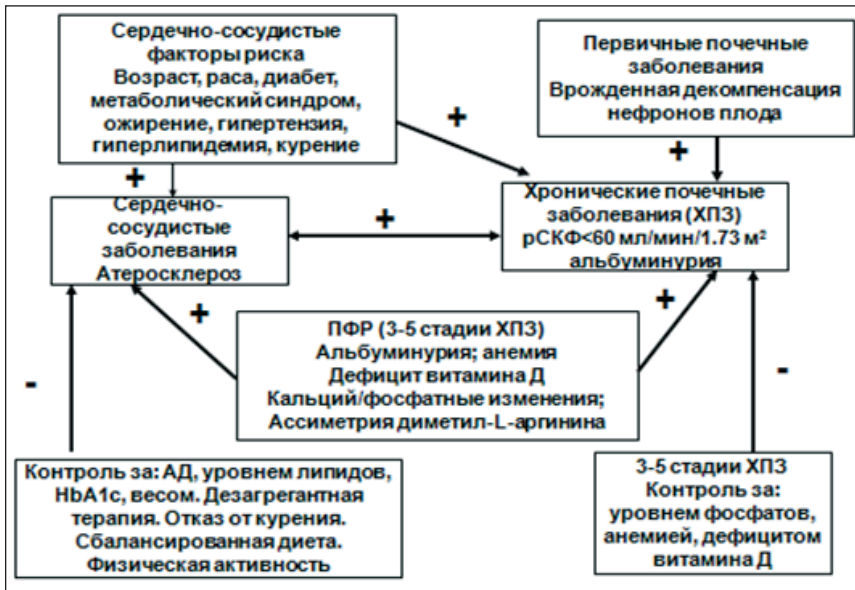 Сердечно-сосудистые
факторы риска
Возраст, раса, диабет,
метаболический синдром,
ожирение, гипертензия,
гиперлипидемия, курение
Первичные почечные
заболевания
Врожденная декомпенсация
нефронов плода
+
+
+
Сердечно-
сосудистые
заболевания
Атеросклероз
+
Хронические почечные
заболевания (ХПЗ)
рСКФ<60 мл/мин/1.73 м²
альбуминурия
+
+
ПФР (3-5 стадии ХПЗ)
Альбуминурия; анемия
Дефицит витамина Д
Кальций/фосфатные изменения;
Ассиметрия диметил-L-аргинина
-
-
Контроль за: АД, уровнем липидов,
HbA1c, весом. Дезагрегантная
терапия. Отказ от курения.
Сбалансированная диета.
Физическая активность
3-5 стадии ХПЗ
Контроль за:
уровнем фосфатов,
анемией, дефицитом
витамина Д